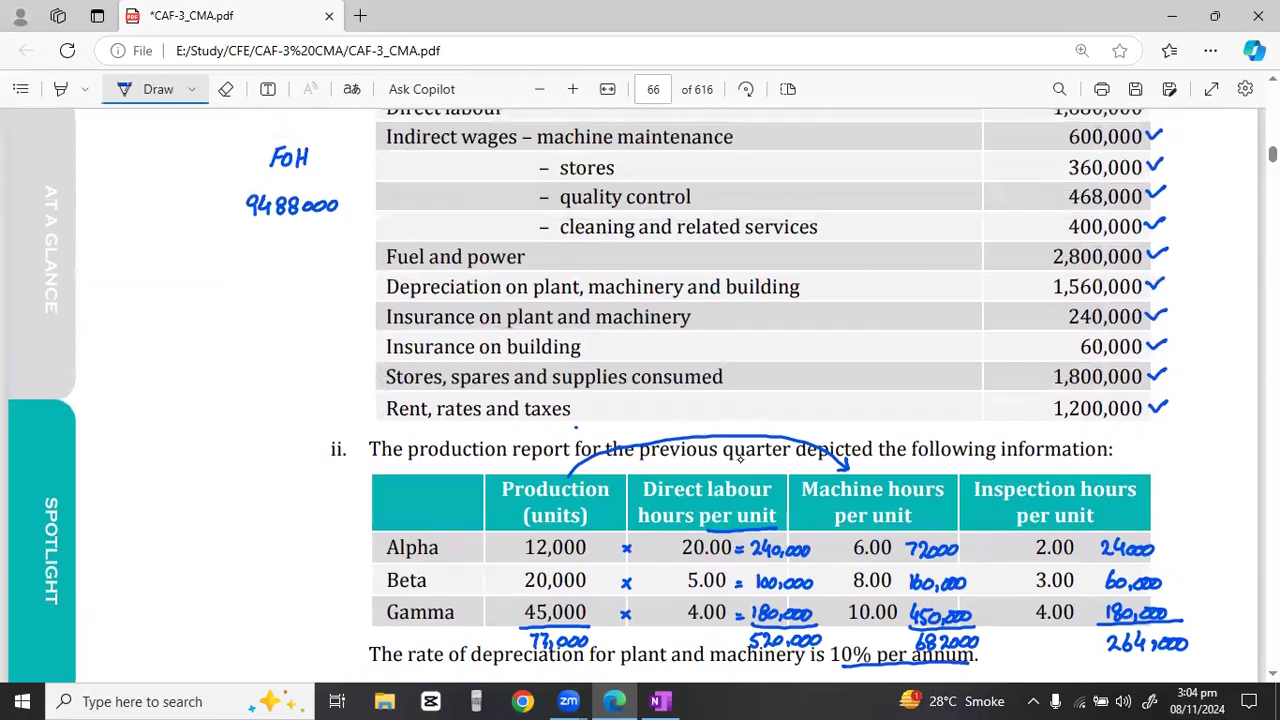 *CAF-3_CMA.pdf
File E:/Study/CFE/CAF-3%20CMA/CAF-3_CMA.pdf
Draw Ask Copilot 66 of 616
AT A GLANCE
SPOTLIGHT
FOH
9488000
Direct labour 1,880,000
Indirect wages – machine maintenance 600,000
– stores 360,000
– quality control 468,000
– cleaning and related services 400,000
Fuel and power 2,800,000
Depreciation on plant, machinery and building 1,560,000
Insurance on plant and machinery 240,000
Insurance on building 60,000
Stores, spares and supplies consumed 1,800,000
Rent, rates and taxes 1,200,000
ii. The production report for the previous quarter depicted the following information:
Production (units) Direct labour hours per unit Machine hours per unit Inspection hours per unit
Alpha 12,000 × 20.00 = 240,000 6.00 72000 2.00 24000
Beta 20,000 × 5.00 = 100,000 8.00 160,000 3.00 60,000
Gamma 45,000 × 4.00 = 180,000 10.00 450,000 4.00 180,000
77,000 520,000 682000 264,000
The rate of depreciation for plant and machinery is 10% per annum.
Type here to search
28°C Smoke
3:04 pm
08/11/2024